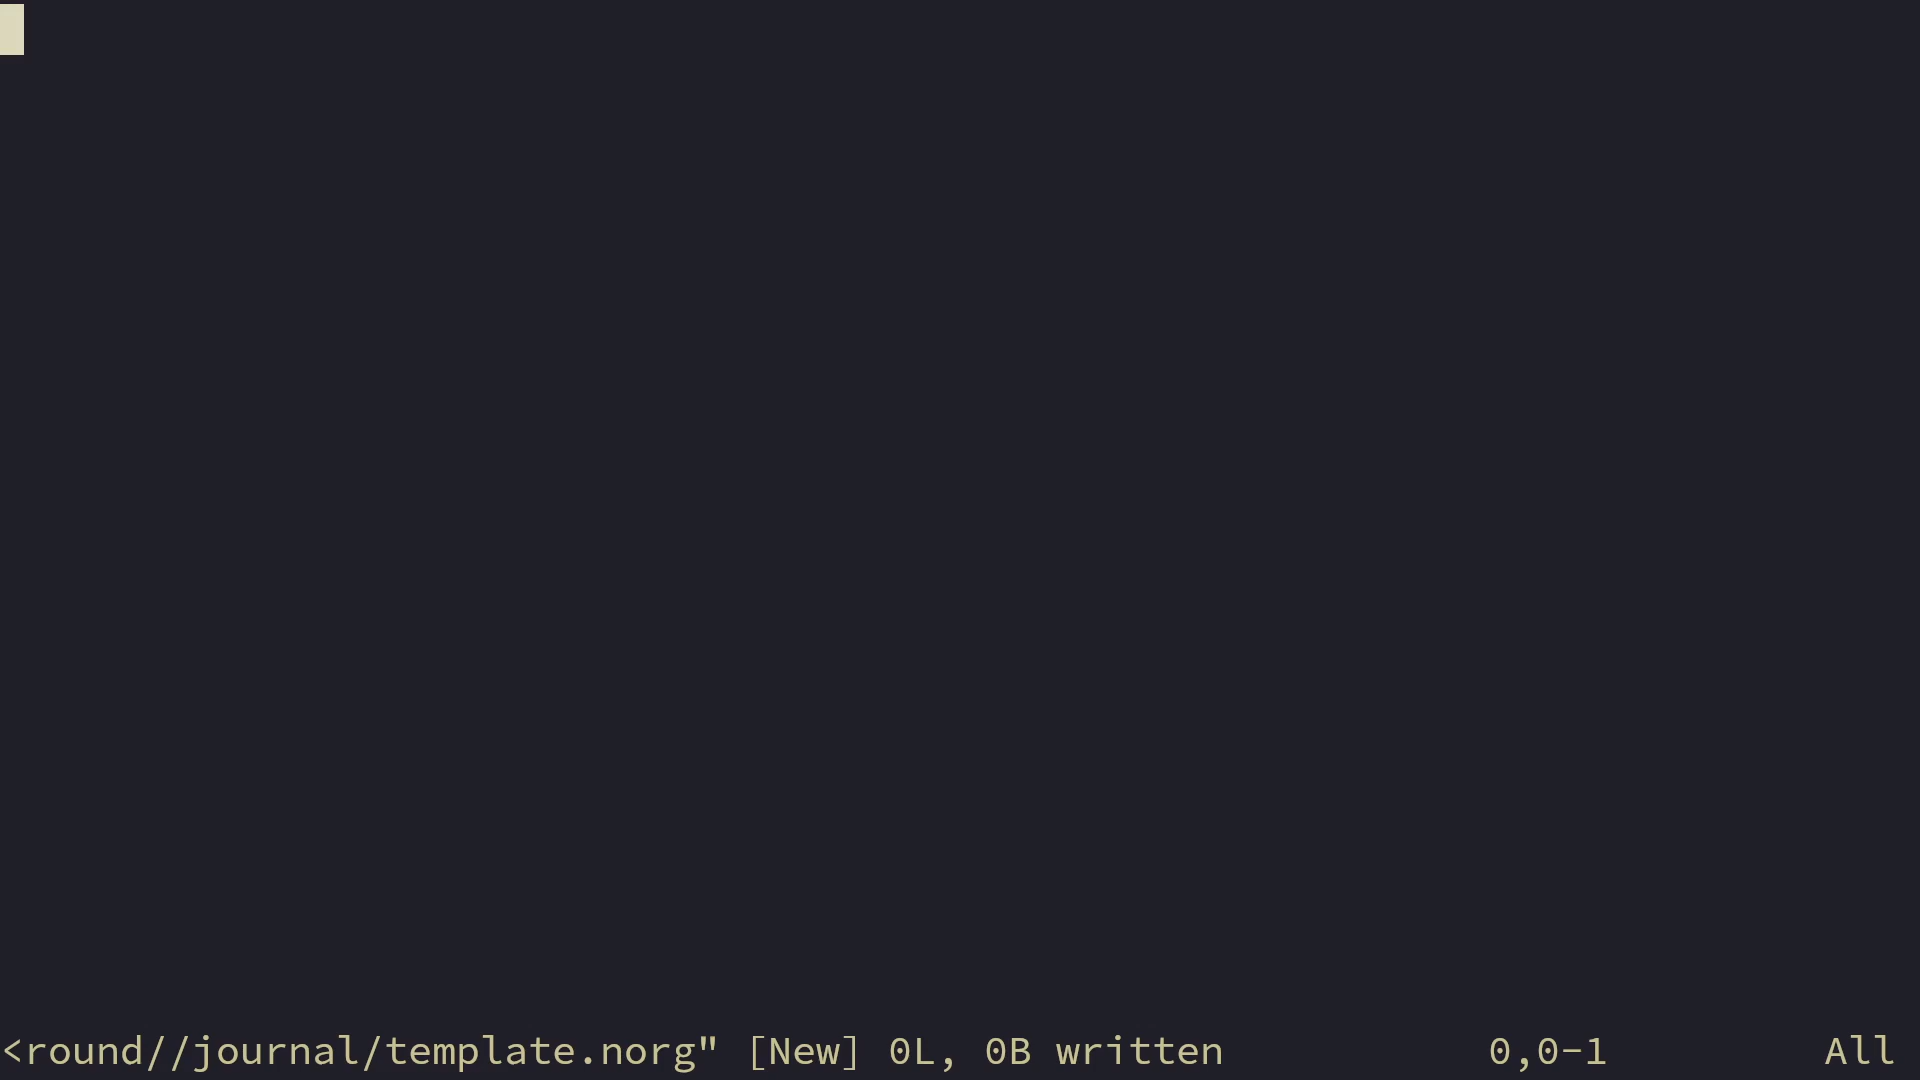 <round//journal/template.norg" [New] 0L, 0B written 0,0-1 All